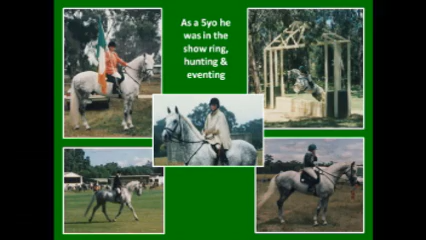 As a 5yo he
was in the
show ring,
hunting &
eventing